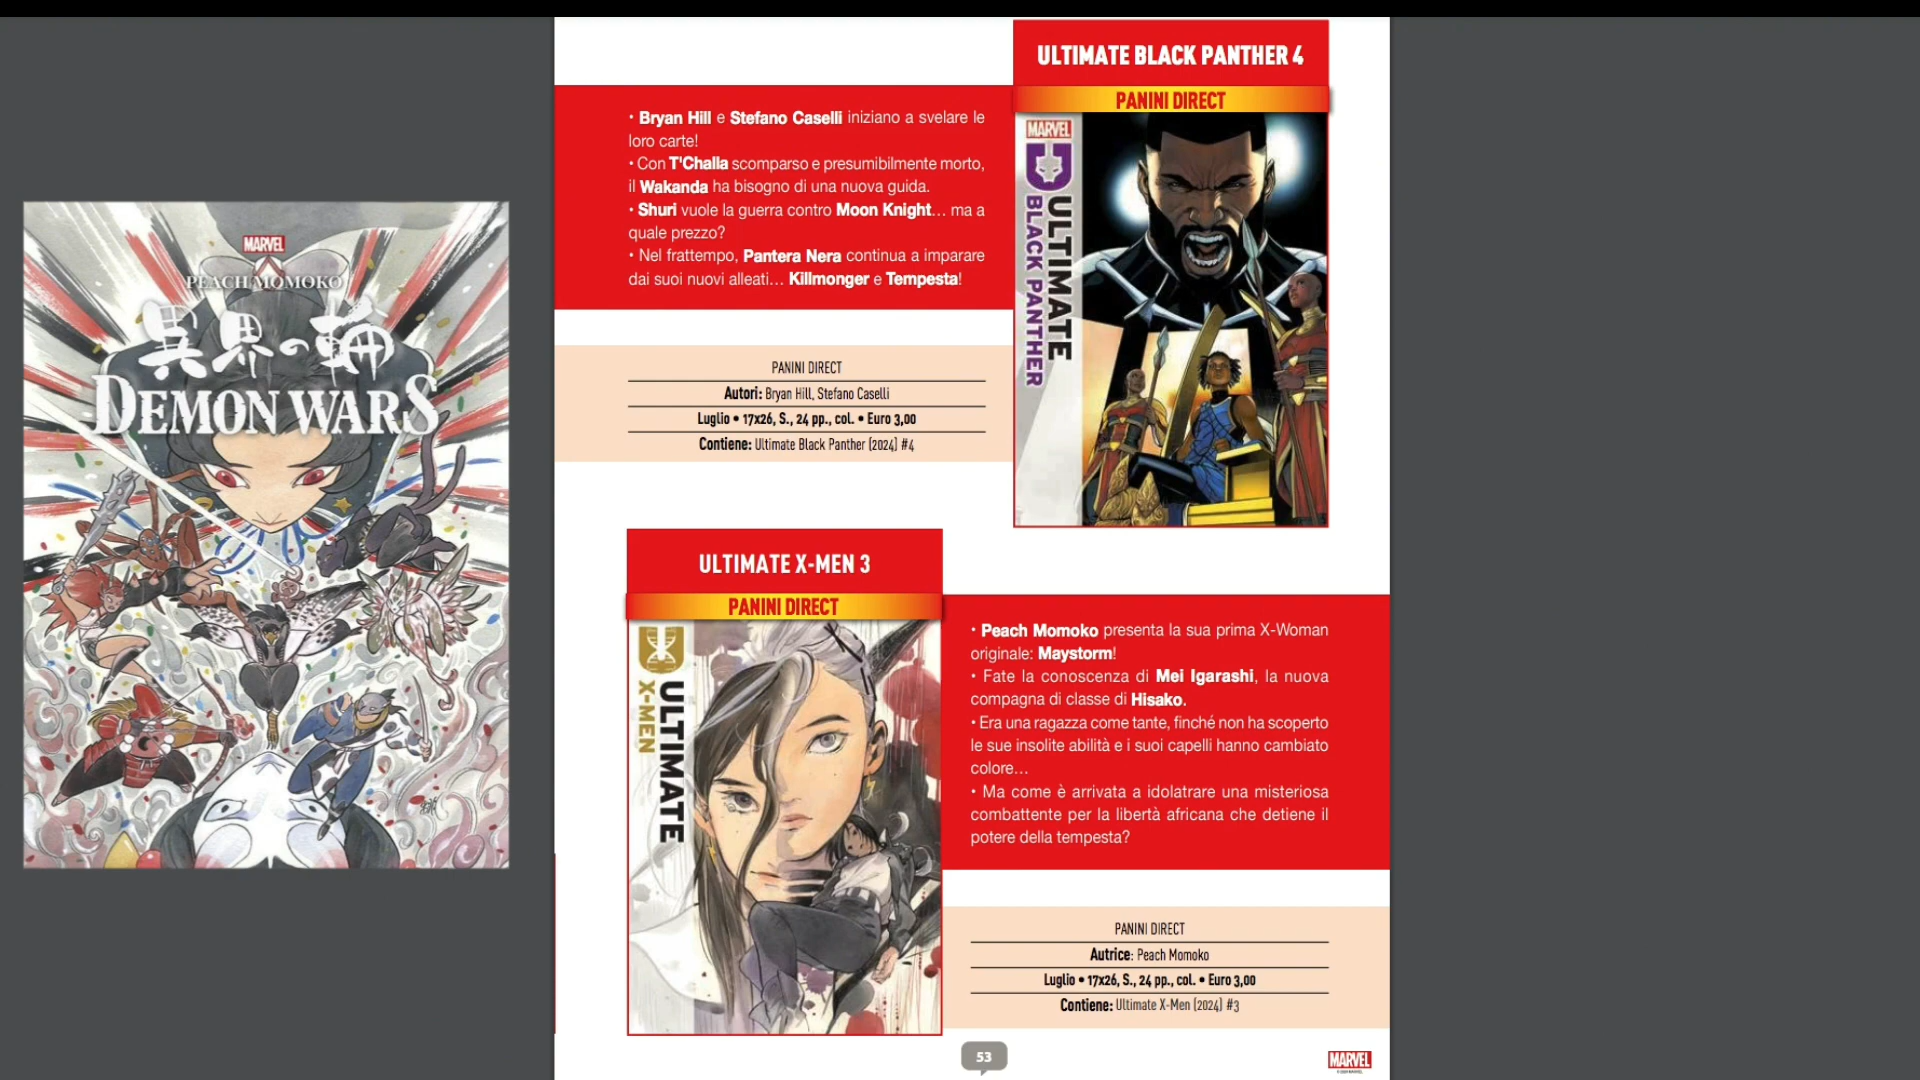 MARVEL
PEACH MOMOKO
異界の輪
DEMON WARS
ULTIMATE BLACK PANTHER 4
PANINI DIRECT
• Bryan Hill e Stefano Caselli iniziano a svelare le
loro carte!
• Con T'Challa scomparso e presumibilmente morto,
il Wakanda ha bisogno di una nuova guida.
• Shuri vuole la guerra contro Moon Knight… ma a
quale prezzo?
• Nel frattempo, Pantera Nera continua a imparare
dai suoi nuovi alleati… Killmonger e Tempesta!
PANINI DIRECT
Autori: Bryan Hill, Stefano Caselli
Luglio • 17x26, S., 24 pp., col. • Euro 3,00
Contiene: Ultimate Black Panther (2024) #4
MARVEL
ULTIMATE
BLACK PANTHER
ULTIMATE X-MEN 3
PANINI DIRECT
ULTIMATE
X-MEN
• Peach Momoko presenta la sua prima X-Woman
originale: Maystorm!
• Fate la conoscenza di Mei Igarashi, la nuova
compagna di classe di Hisako.
• Era una ragazza come tante, finché non ha scoperto
le sue insolite abilità e i suoi capelli hanno cambiato
colore…
• Ma come è arrivata a idolatrare una misteriosa
combattente per la libertà africana che detiene il
potere della tempesta?
PANINI DIRECT
Autrice: Peach Momoko
Luglio • 17x26, S., 24 pp., col. • Euro 3,00
Contiene: Ultimate X-Men (2024) #3
53
MARVEL